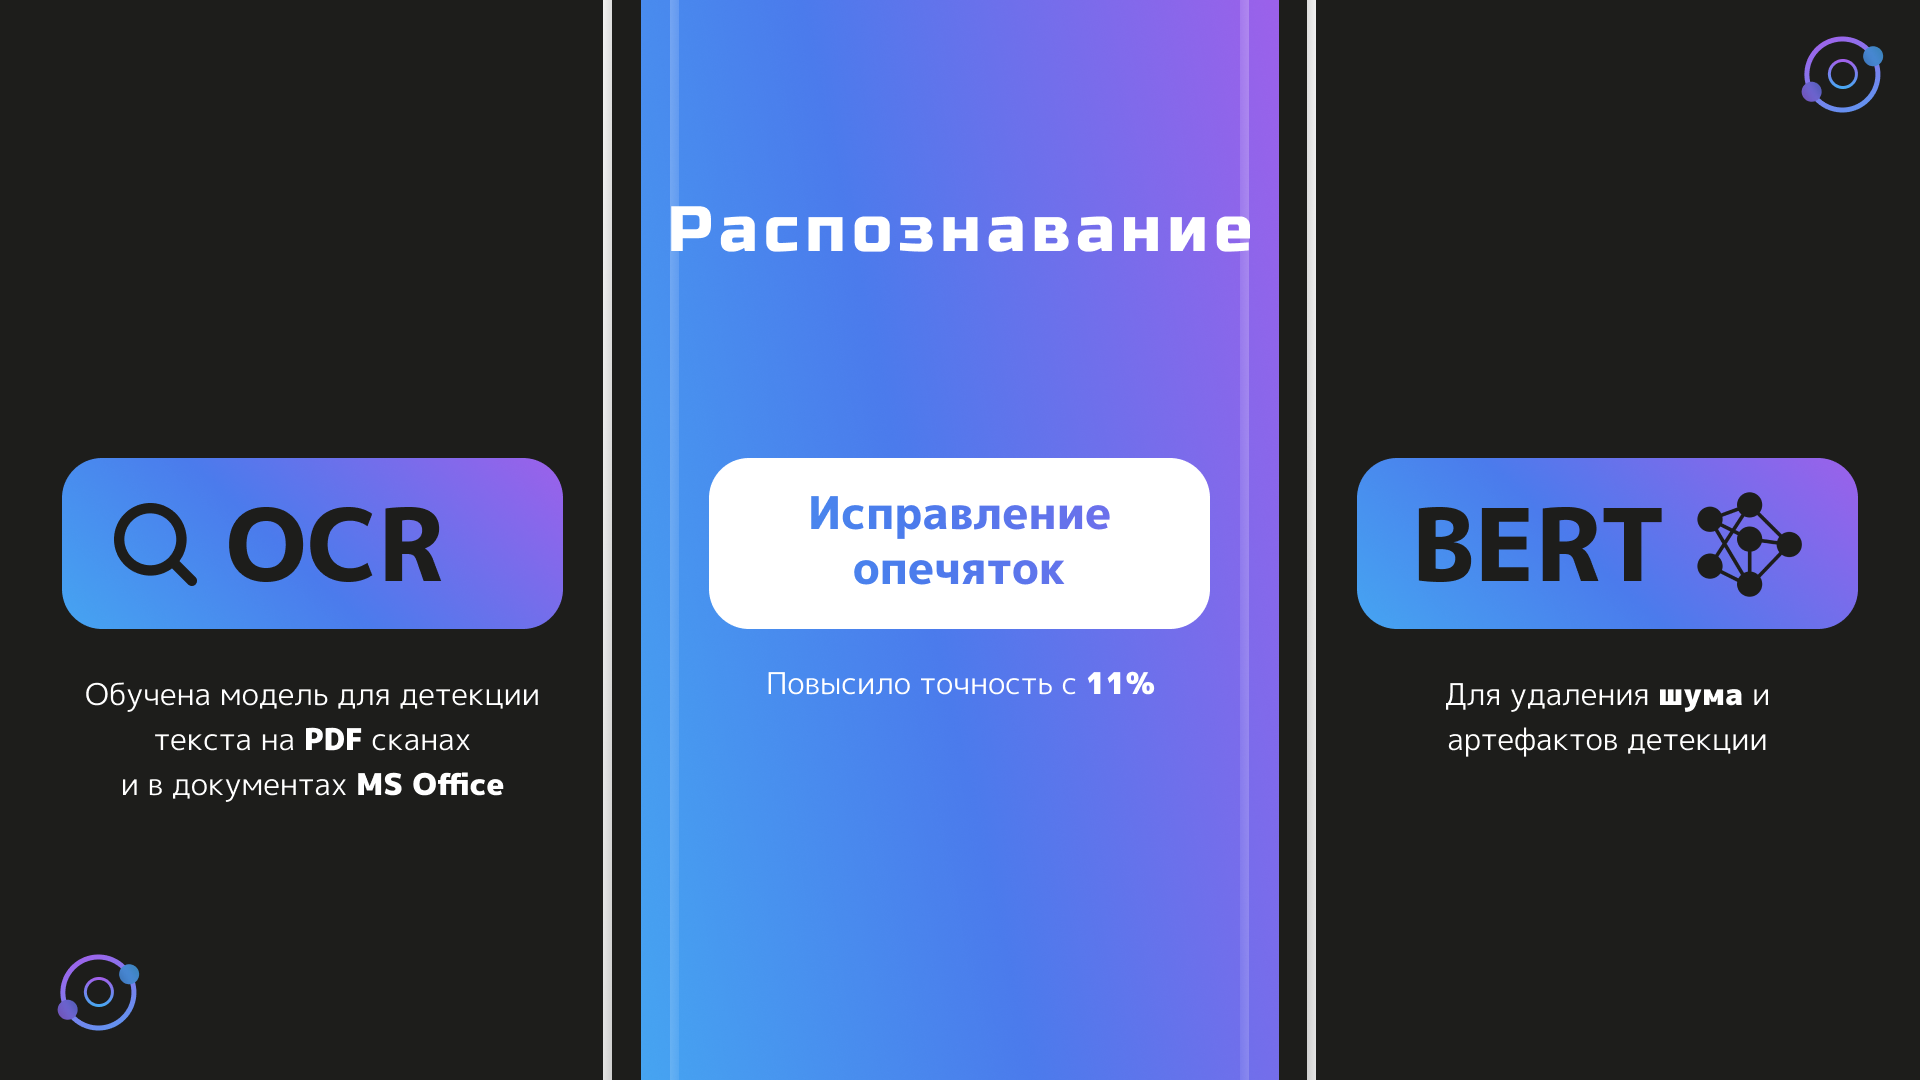 Распознавание
OCR
Обучена модель для детекции
текста на PDF сканах
и в документах MS Office
Исправление
опечяток
Повысило точность с 11%
BERT
Для удаления шума и
артефактов детекции